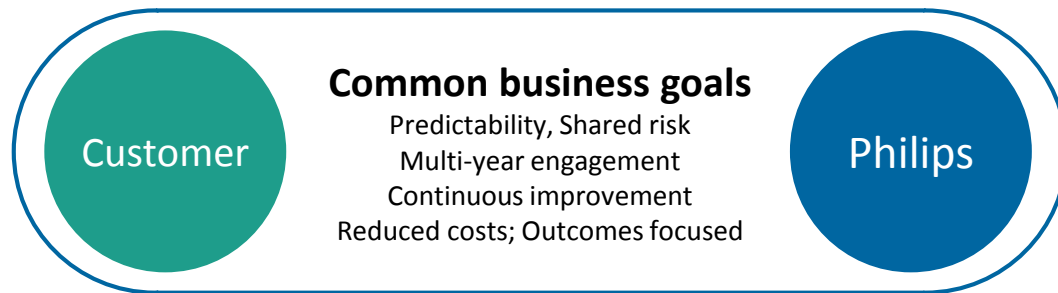 Customer
Common business goals
Predictability, Shared risk
Multi-year engagement
Continuous improvement
Reduced costs; Outcomes focused
Philips